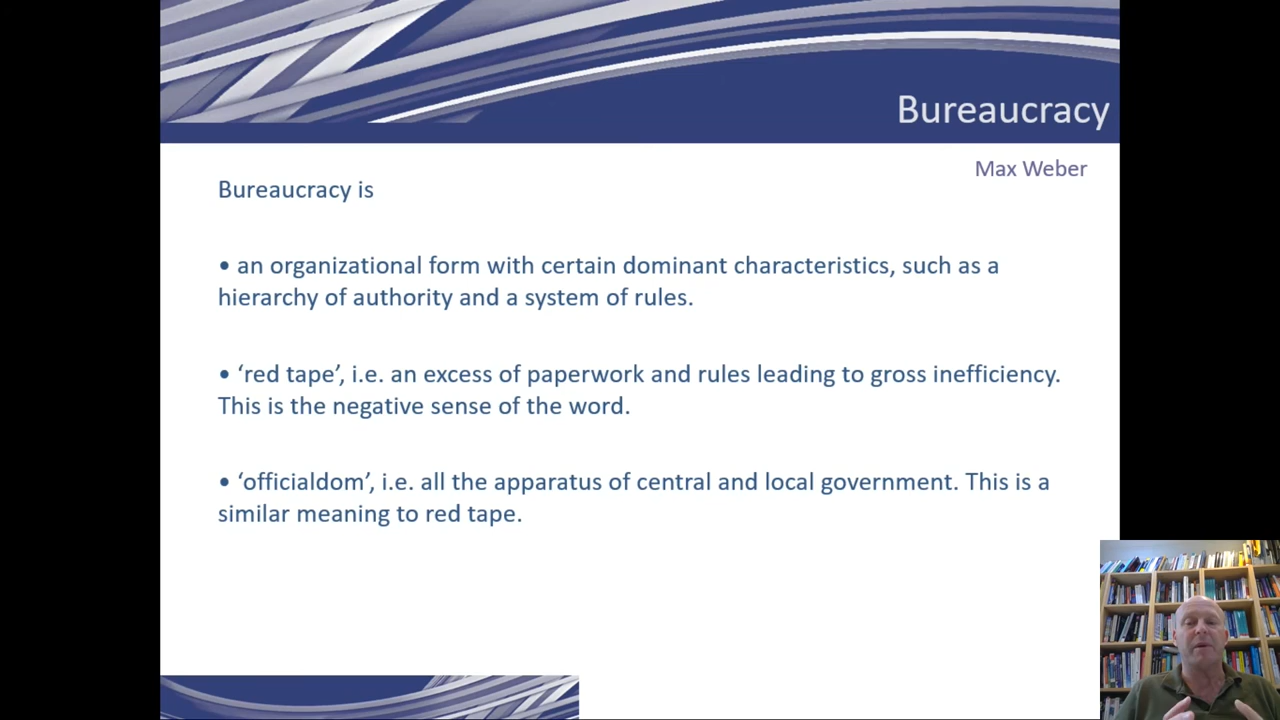 Bureaucracy
Max Weber
Bureaucracy is
• an organizational form with certain dominant characteristics, such as a
hierarchy of authority and a system of rules.
• ‘red tape’, i.e. an excess of paperwork and rules leading to gross inefficiency.
This is the negative sense of the word.
• ‘officialdom’, i.e. all the apparatus of central and local government. This is a
similar meaning to red tape.